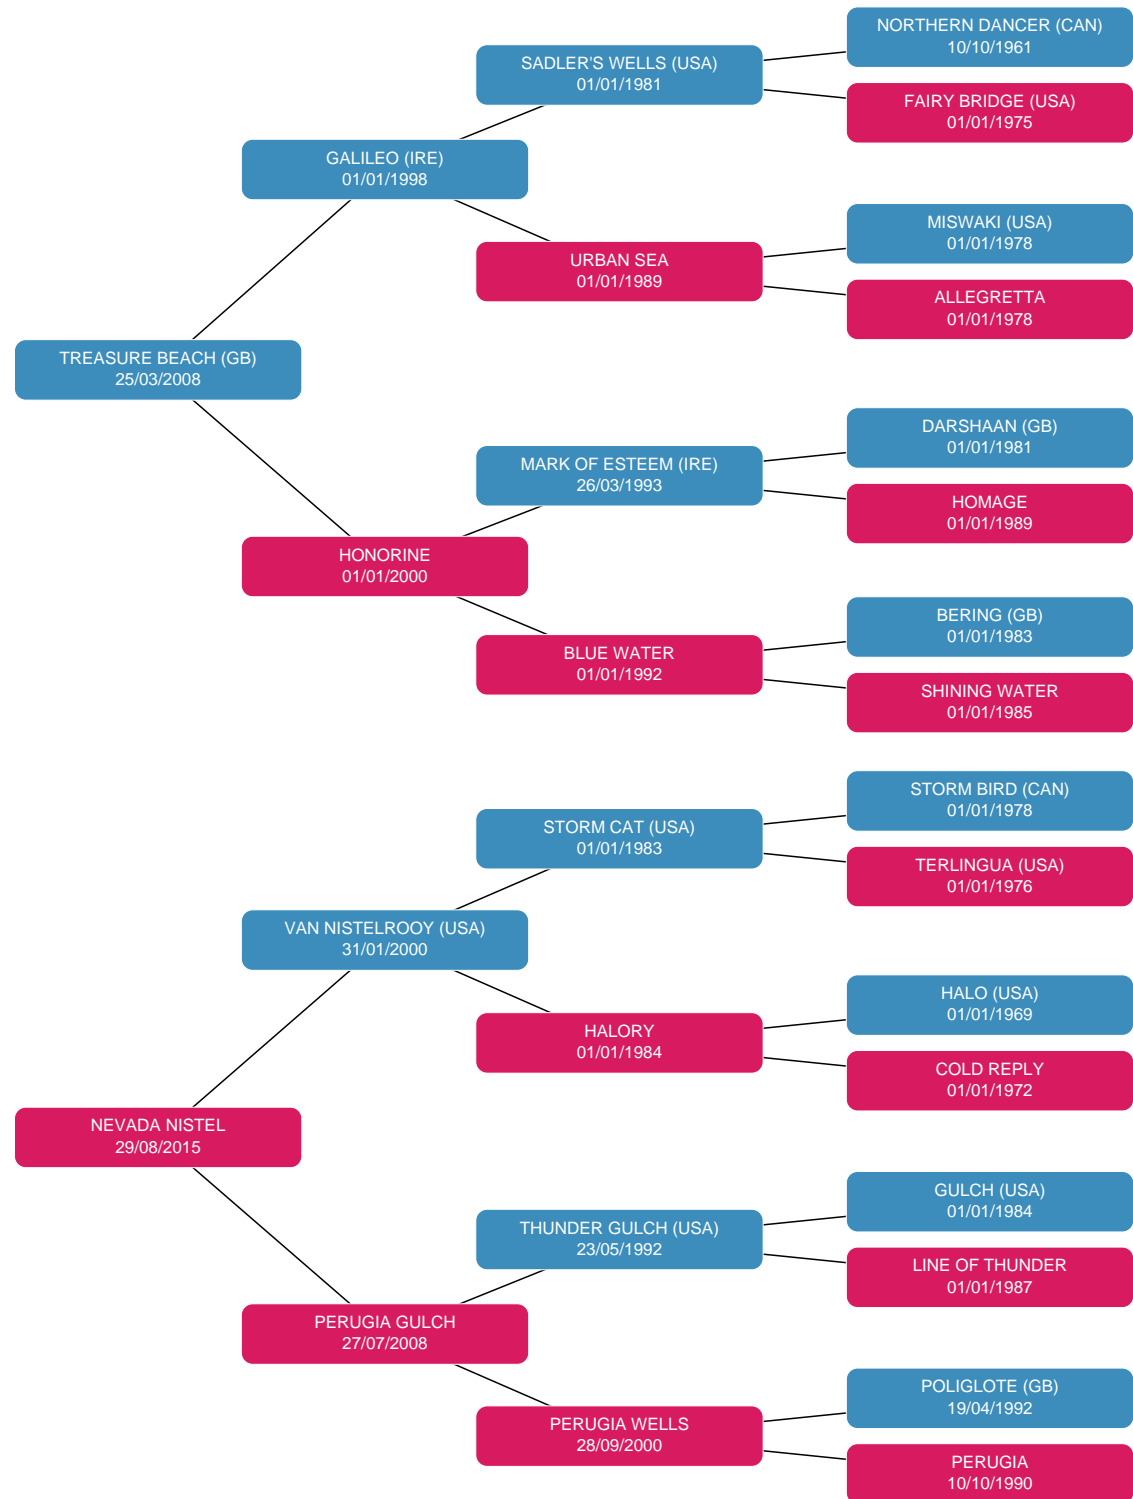 NORTHERN DANCER (CAN)
10/10/1961
SADLER'S WELLS (USA)
01/01/1981
FAIRY BRIDGE (USA)
01/01/1975
GALILEO (IRE)
01/01/1998
MISWAKI (USA)
01/01/1978
URBAN SEA
01/01/1989
ALLEGRETTA
01/01/1978
TREASURE BEACH (GB)
25/03/2008
DARSHAAN (GB)
01/01/1981
MARK OF ESTEEM (IRE)
26/03/1993
HOMAGE
01/01/1989
HONORINE
01/01/2000
BERING (GB)
01/01/1983
BLUE WATER
01/01/1992
SHINING WATER
01/01/1985
STORM BIRD (CAN)
01/01/1978
STORM CAT (USA)
01/01/1983
TERLINGUA (USA)
01/01/1976
VAN NISTELROOY (USA)
31/01/2000
HALO (USA)
01/01/1969
HALORY
01/01/1984
COLD REPLY
01/01/1972
NEVADA NISTEL
29/08/2015
GULCH (USA)
01/01/1984
THUNDER GULCH (USA)
23/05/1992
LINE OF THUNDER
01/01/1987
PERUGIA GULCH
27/07/2008
POLIGLOTE (GB)
19/04/1992
PERUGIA WELLS
28/09/2000
PERUGIA
10/10/1990